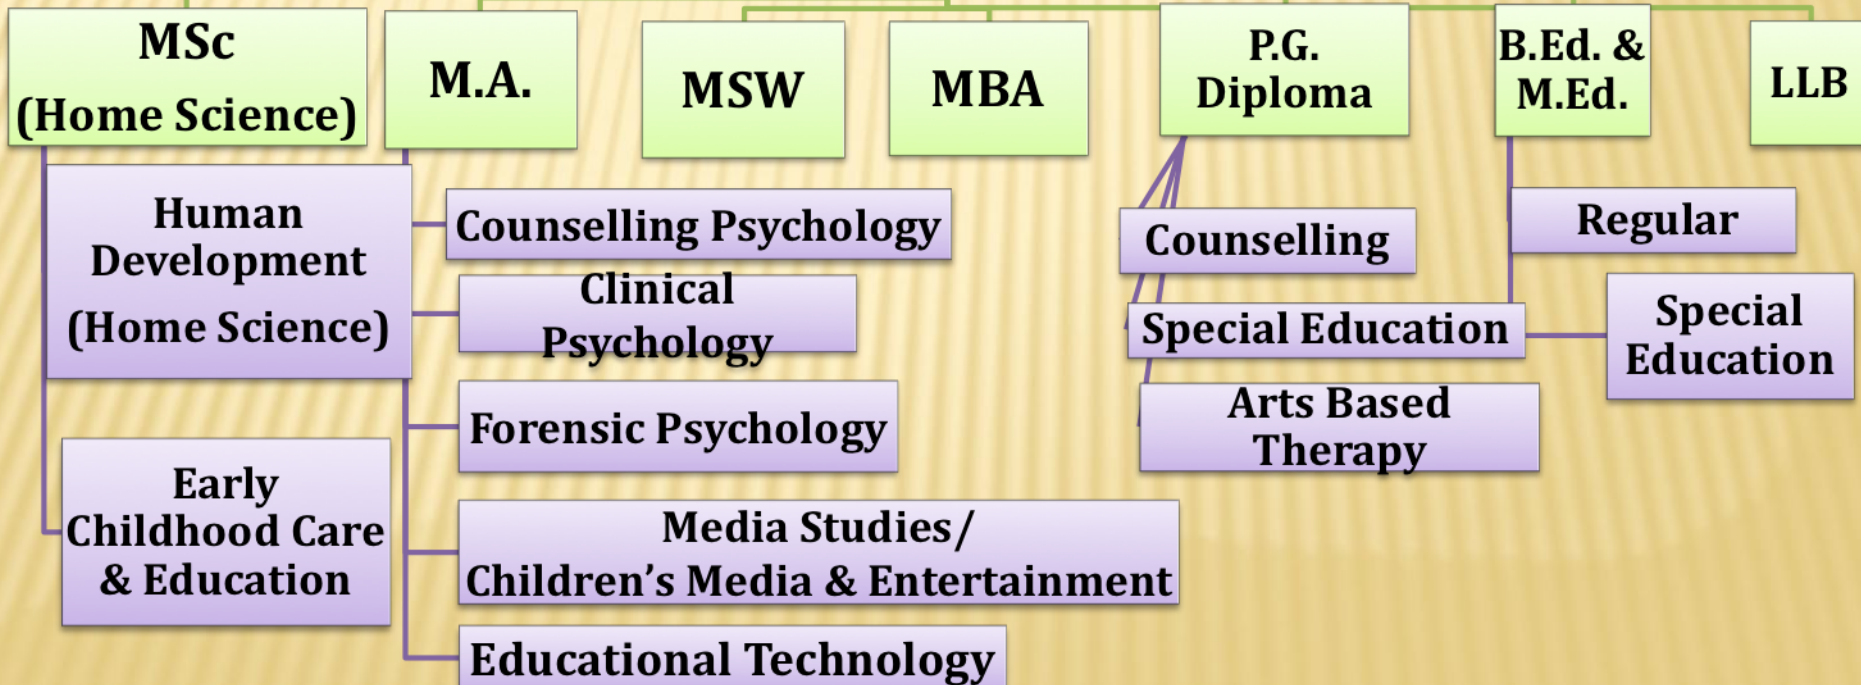 MSc
(Home Science)
M.A.
MSW
MBA
P.G.
Diploma
B.Ed. &
M.Ed.
LLB
Human
Development
(Home Science)
Early
Childhood Care
& Education
Counselling Psychology
Clinical
Psychology
Forensic Psychology
Media Studies/
Children’s Media & Entertainment
Educational Technology
Counselling
Special Education
Arts Based
Therapy
Regular
Special
Education